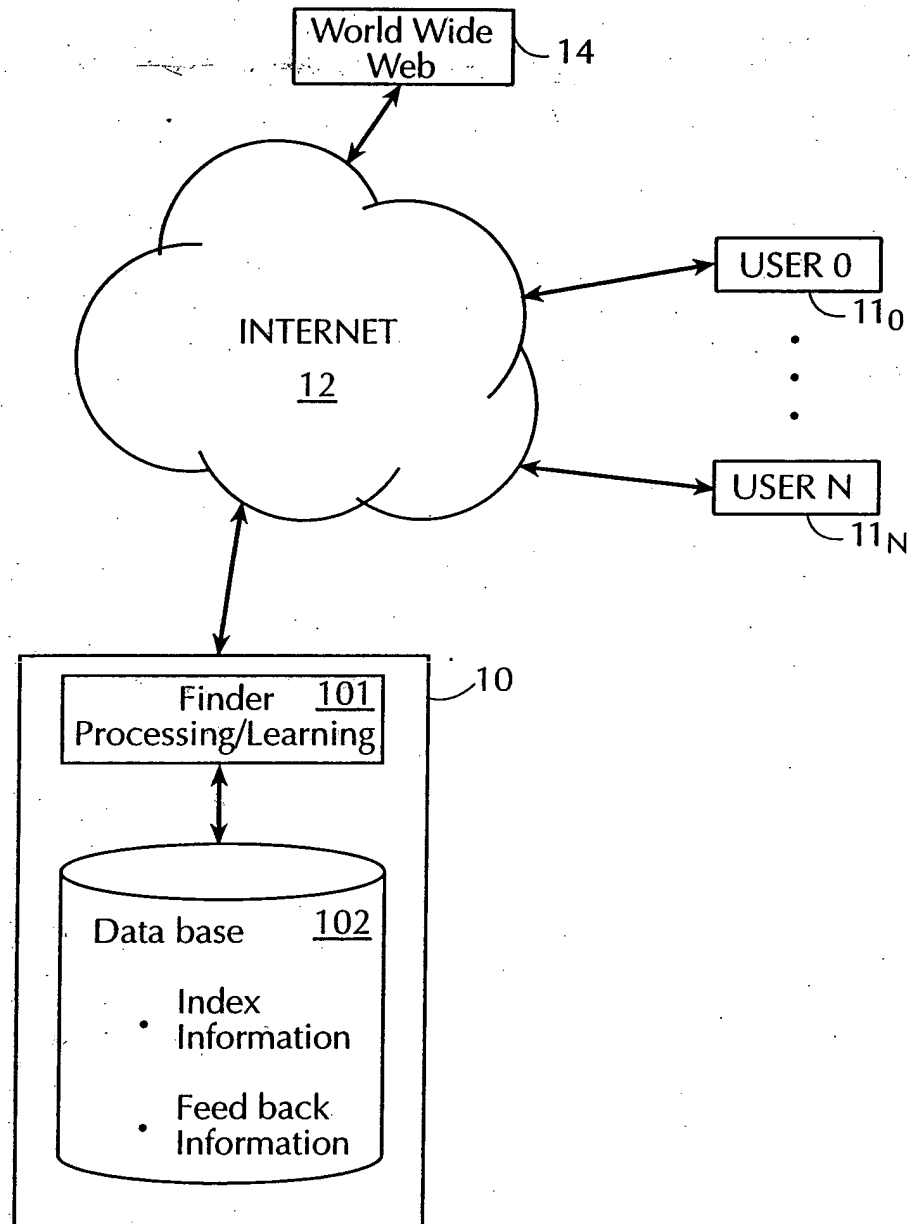 World Wide
Web
14
USER 0
11₀
INTERNET
12
USER N
11N
10
Finder 101
Processing/Learning
Data base 102
• Index
Information
• Feed back
Information